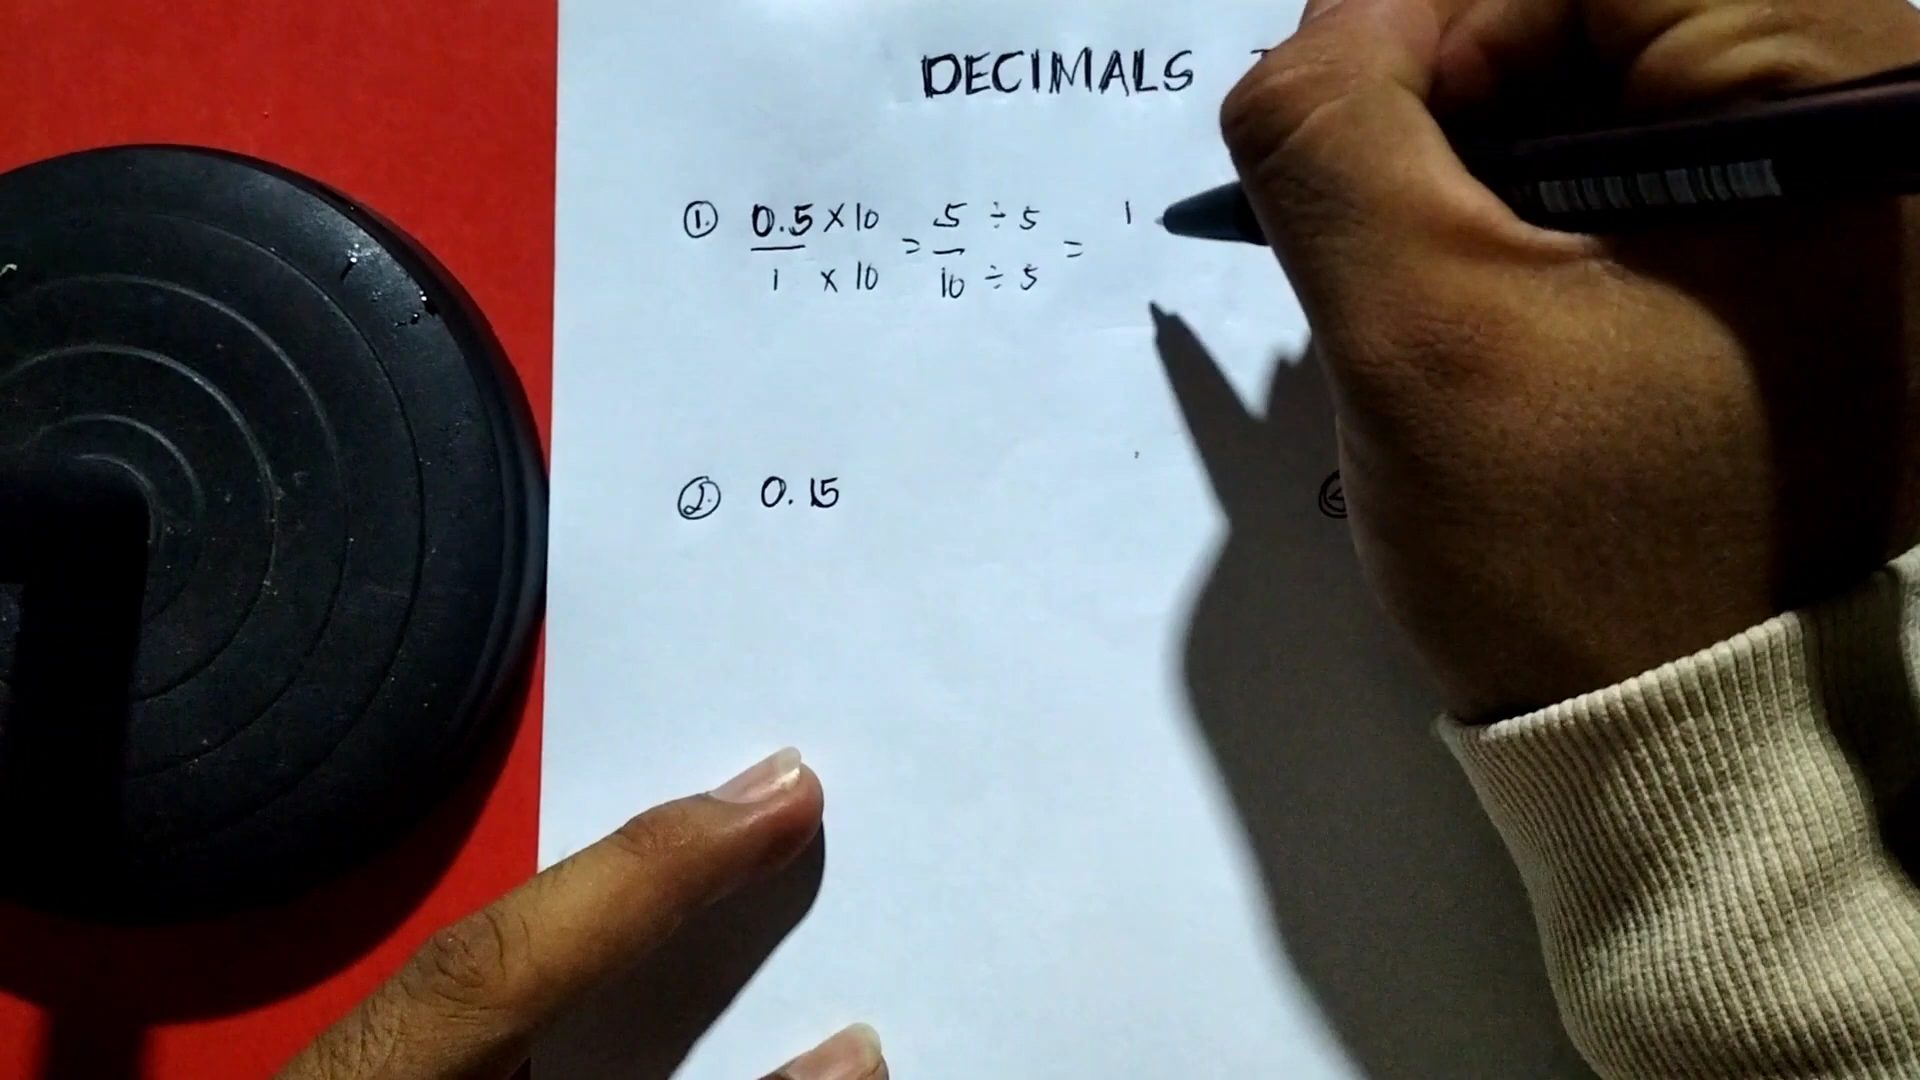 DECIMALS
①. 0.5 × 10 = 5 ÷ 5 = 1
1 × 10 10 ÷ 5
②. 0.15